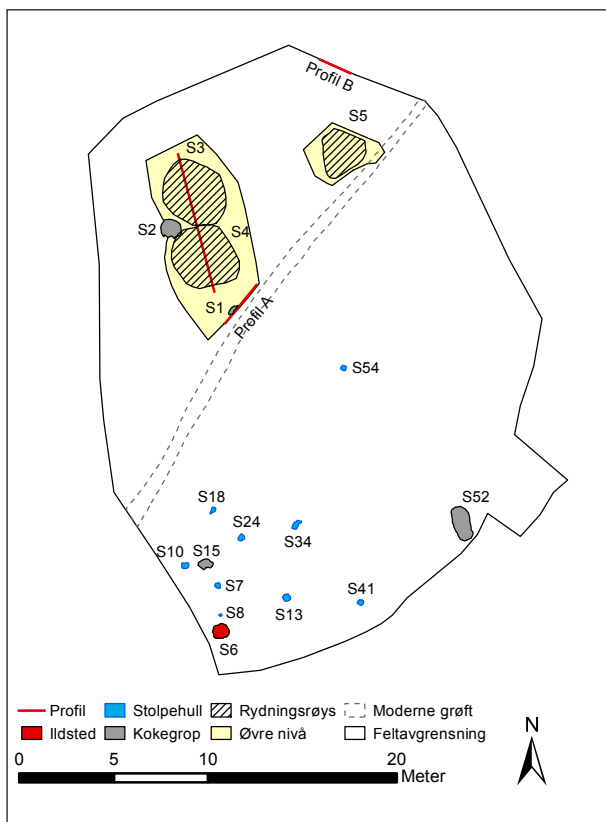 Profil B
S5
S3
S2
S4
S1
Profil A
S54
S18
S52
S24
S34
S10
S15
S7
S13
S41
S8
S6
Profil Stolpehull Rydningsrøys Moderne grøft
Ildsted Kokegrop Øvre nivå Feltavgrensning
0 10 20
Meter
N